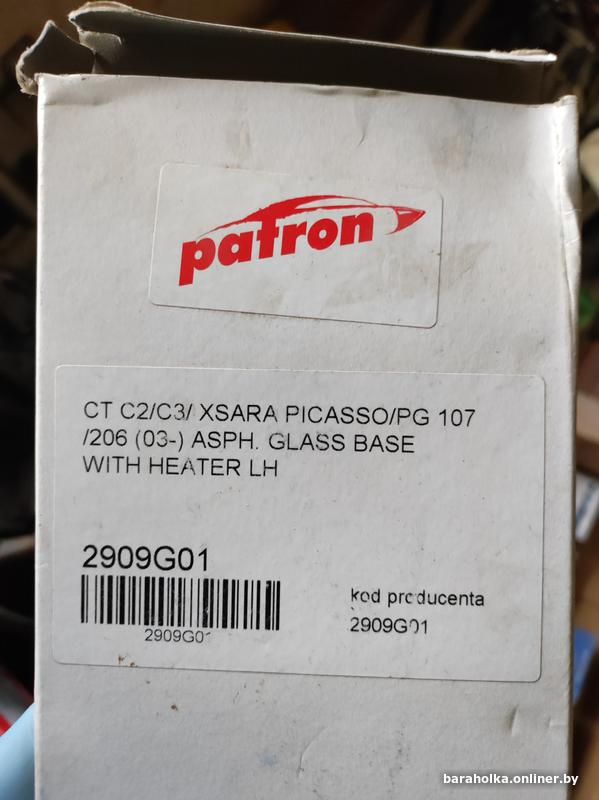 patron
CT C2/C3/ XSARA PICASSO/PG 107
/206 (03-) ASPH. GLASS BASE
WITH HEATER LH
2909G01
kod producenta
2909G01
2909G01
baraholka.onliner.by